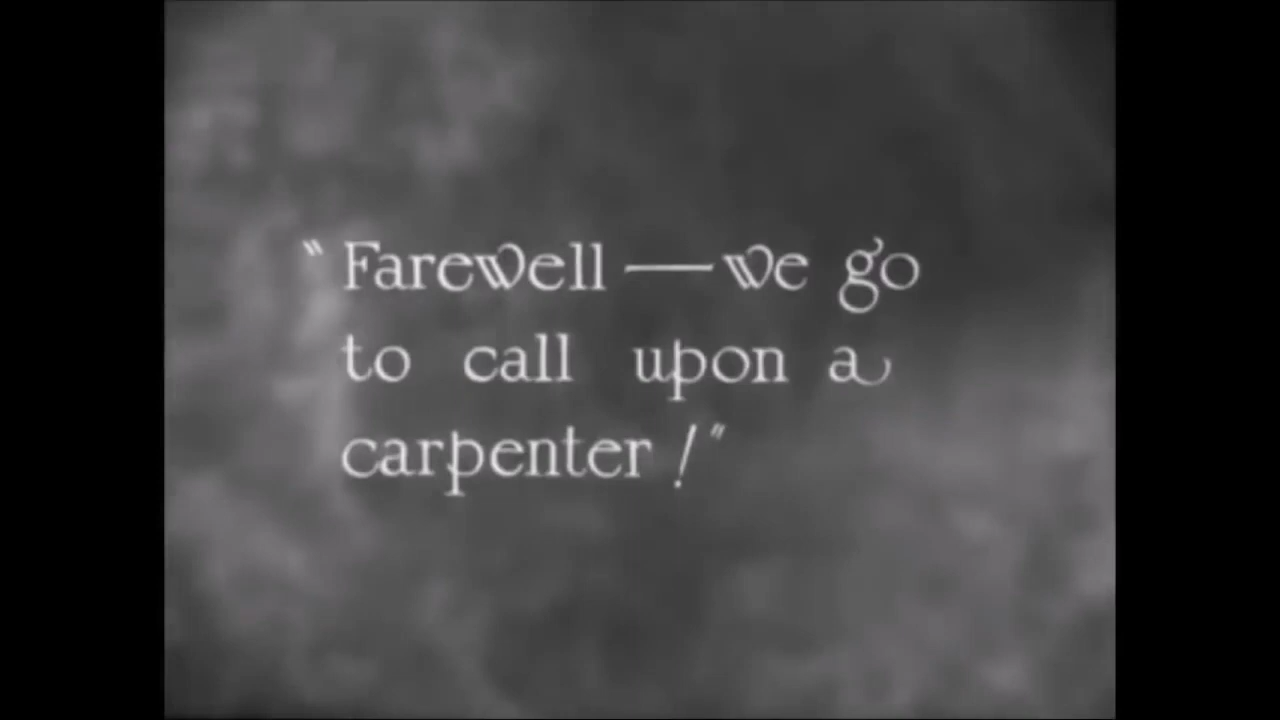 "Farewell — we go
to call upon a
carpenter!"